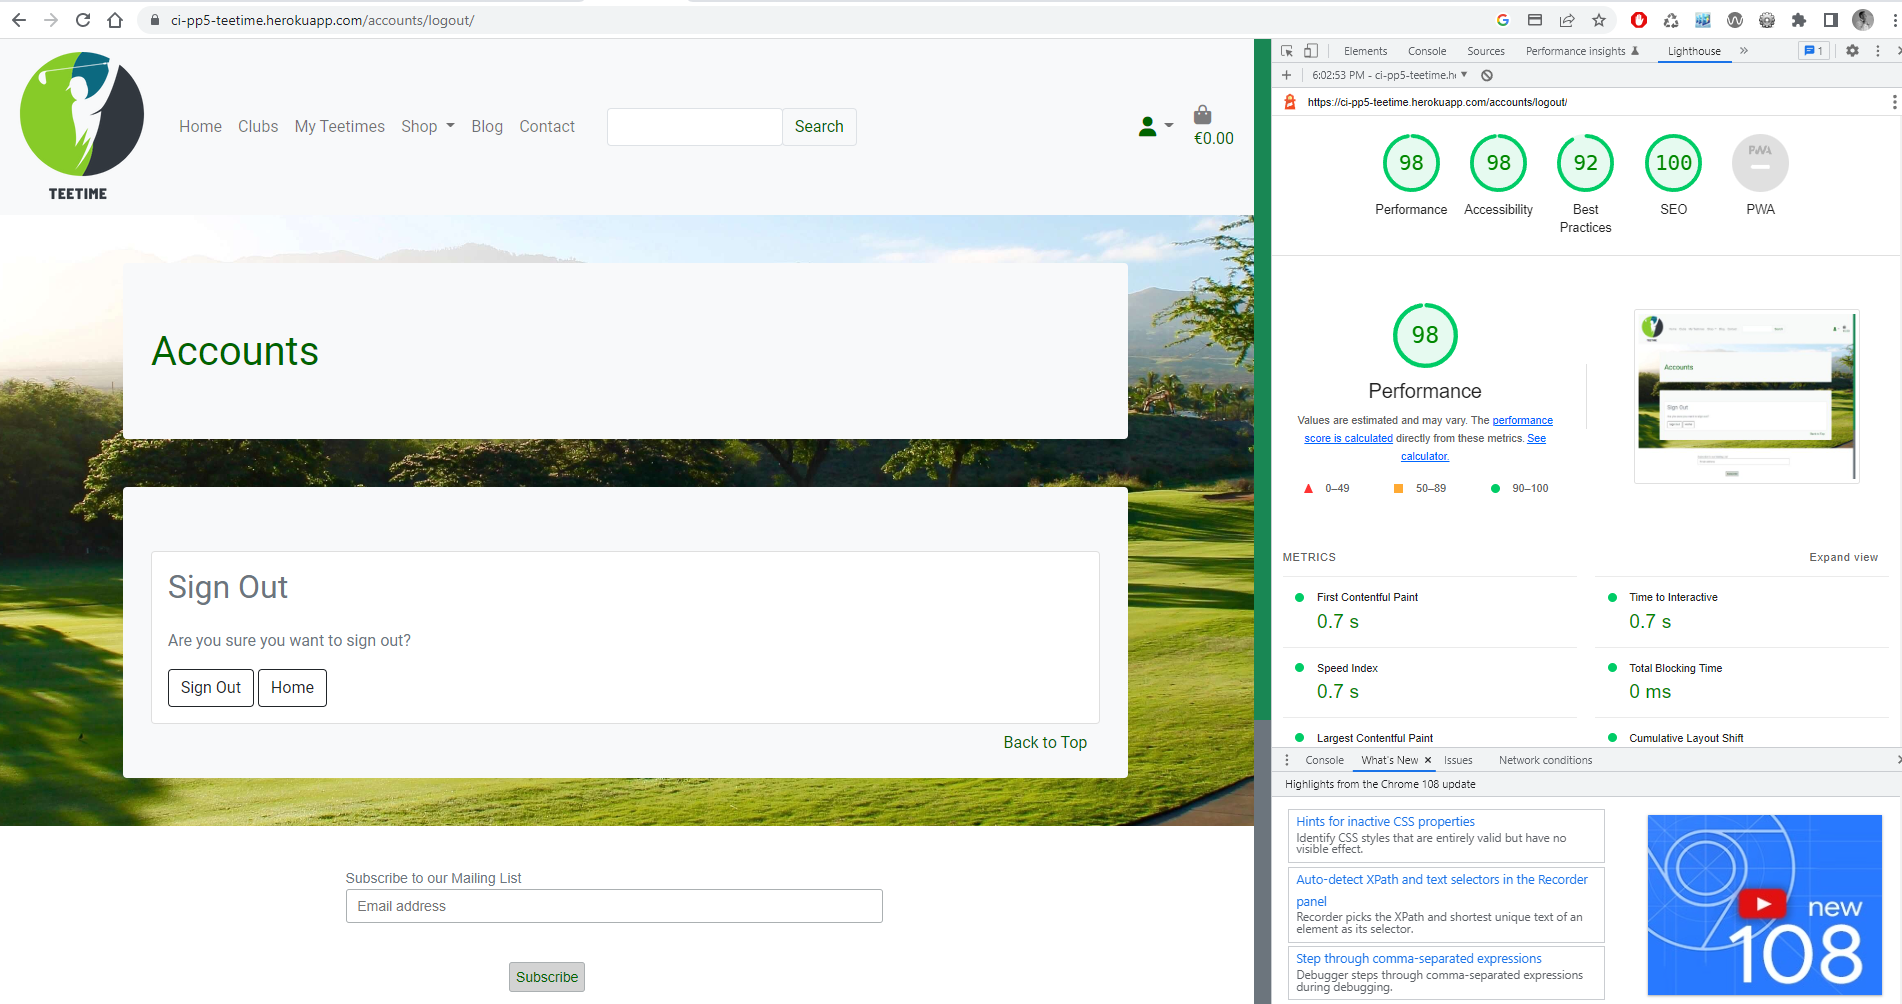 ci-pp5-teetime.herokuapp.com/accounts/logout/
TEETIME
Home Clubs My Teetimes Shop Blog Contact
Search
€0.00
Accounts
Sign Out
Are you sure you want to sign out?
Sign Out Home
Back to Top
Subscribe to our Mailing List
Email address
Subscribe
Elements Console Sources Performance insights Lighthouse » 1
6:02:53 PM - ci-pp5-teetime.h
https://ci-pp5-teetime.herokuapp.com/accounts/logout/
98 98 92 100 PWA
Performance Accessibility Best Practices SEO PWA
98
Performance
Values are estimated and may vary. The performance
score is calculated directly from these metrics. See
calculator.
0–49 50–89 90–100
Accounts
Sign Out
METRICS Expand view
First Contentful Paint
0.7 s
Time to Interactive
0.7 s
Speed Index
0.7 s
Total Blocking Time
0 ms
Largest Contentful Paint
Cumulative Layout Shift
Console What's New × Issues Network conditions
Highlights from the Chrome 108 update
Hints for inactive CSS properties
Identify CSS styles that are entirely valid but have no
visible effect.
Auto-detect XPath and text selectors in the Recorder
panel
Recorder picks the XPath and shortest unique text of an
element as its selector.
Step through comma-separated expressions
Debugger steps through comma-separated expressions
during debugging.
new
108